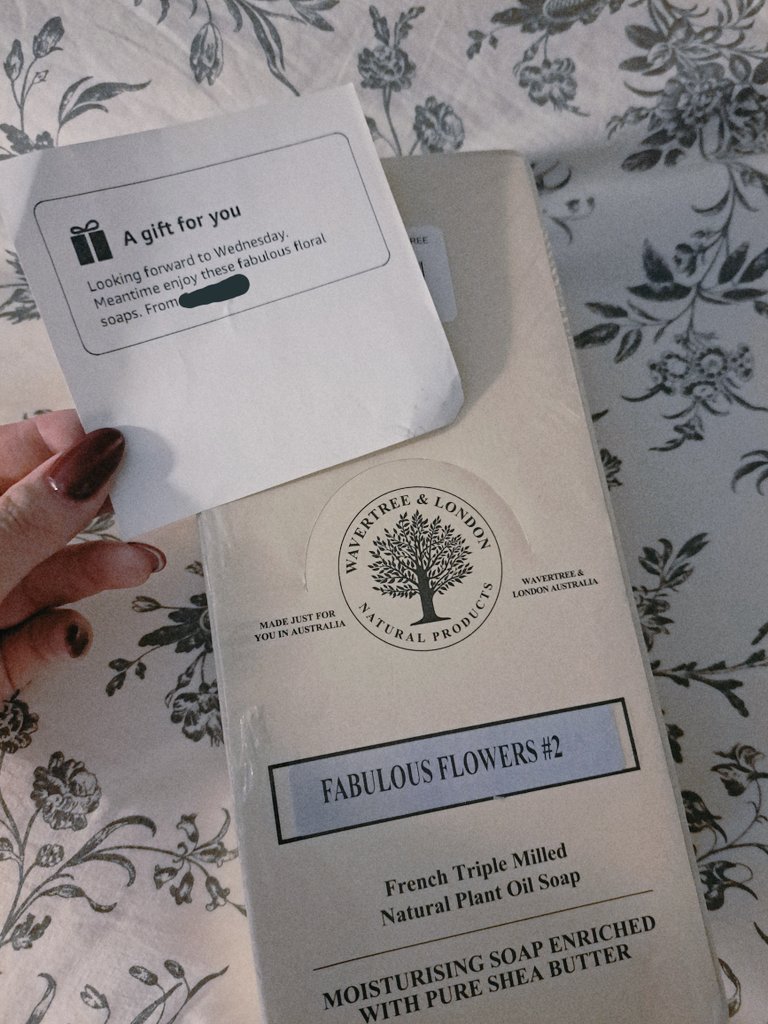 A gift for you
Looking forward to Wednesday.
Meantime enjoy these fabulous floral
soaps. From
WAVERTREE & LONDON
NATURAL PRODUCTS
MADE JUST FOR
YOU IN AUSTRALIA
WAVERTREE &
LONDON AUSTRALIA
FABULOUS FLOWERS #2
French Triple Milled
Natural Plant Oil Soap
MOISTURISING SOAP ENRICHED
WITH PURE SHEA BUTTER